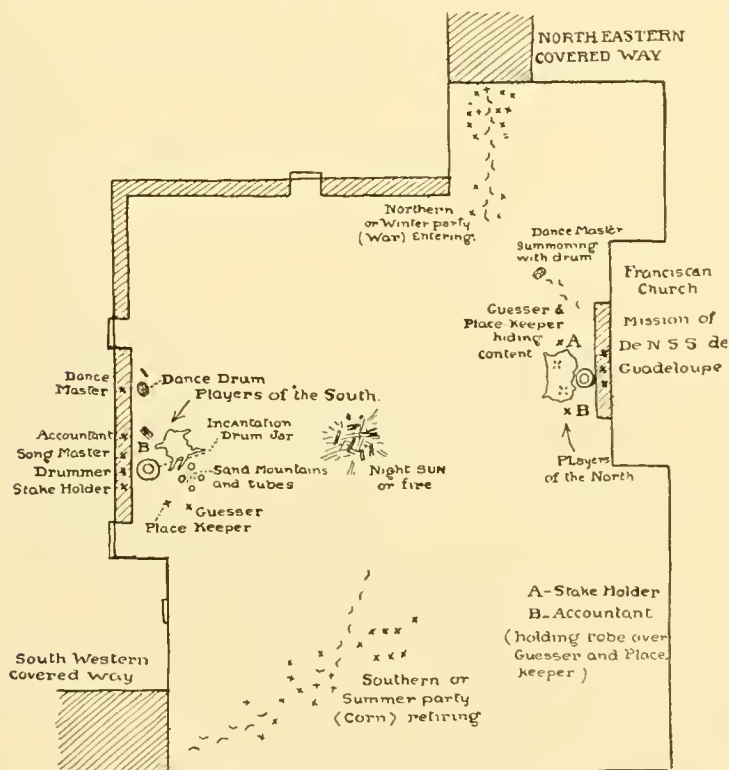 NORTH EASTERN
COVERED WAY
Northern
or Winter party
(War) Entering.
Dance Master
Summoning
with drum
Franciscan
Church
Mission of
De N S S de
Guadeloupe
Guesser &
Place-Keeper
hiding
Content
A
B
Players
of the North
Dance
Master
Dance Drum
Players of the South.
Accountant
Song Master
Drummer
Stake Holder
B
Incantation
Drum Jar
Sand Mountains
and tubes
Night SUN
or fire
Guesser
Place Keeper
A-Stake Holder
B-Accountant
(holding robe over
Guesser and Place
keeper)
South Western
covered way
Southern or
Summer party
(Corn) retiring